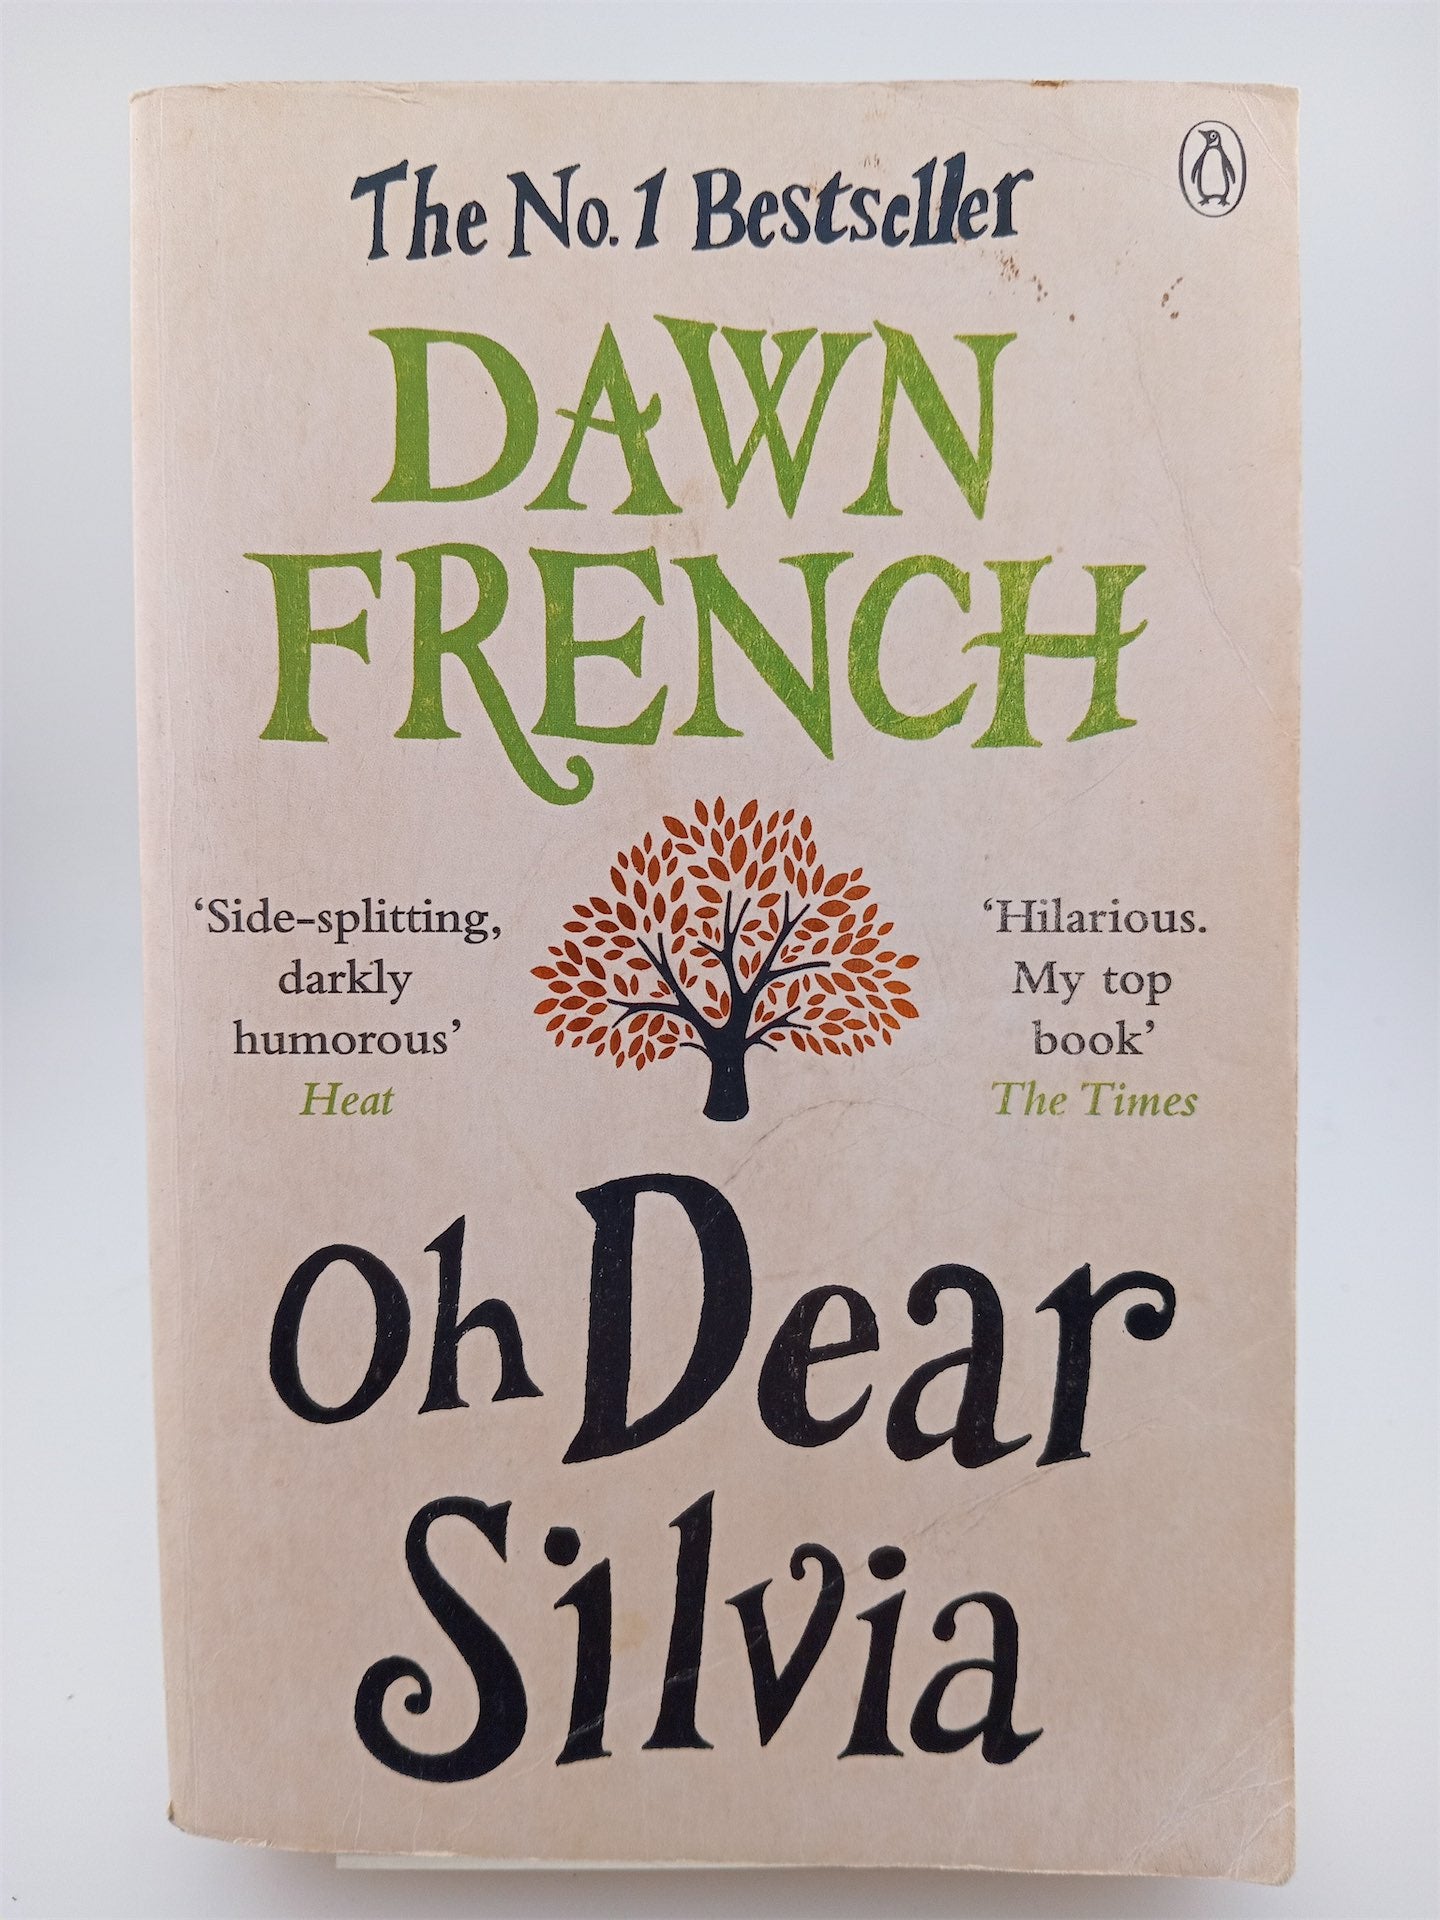 The No. 1 Bestseller
DAWN
FRENCH
‘Side-splitting,
darkly
humorous’
Heat
‘Hilarious.
My top
book’
The Times
Oh Dear
Silvia